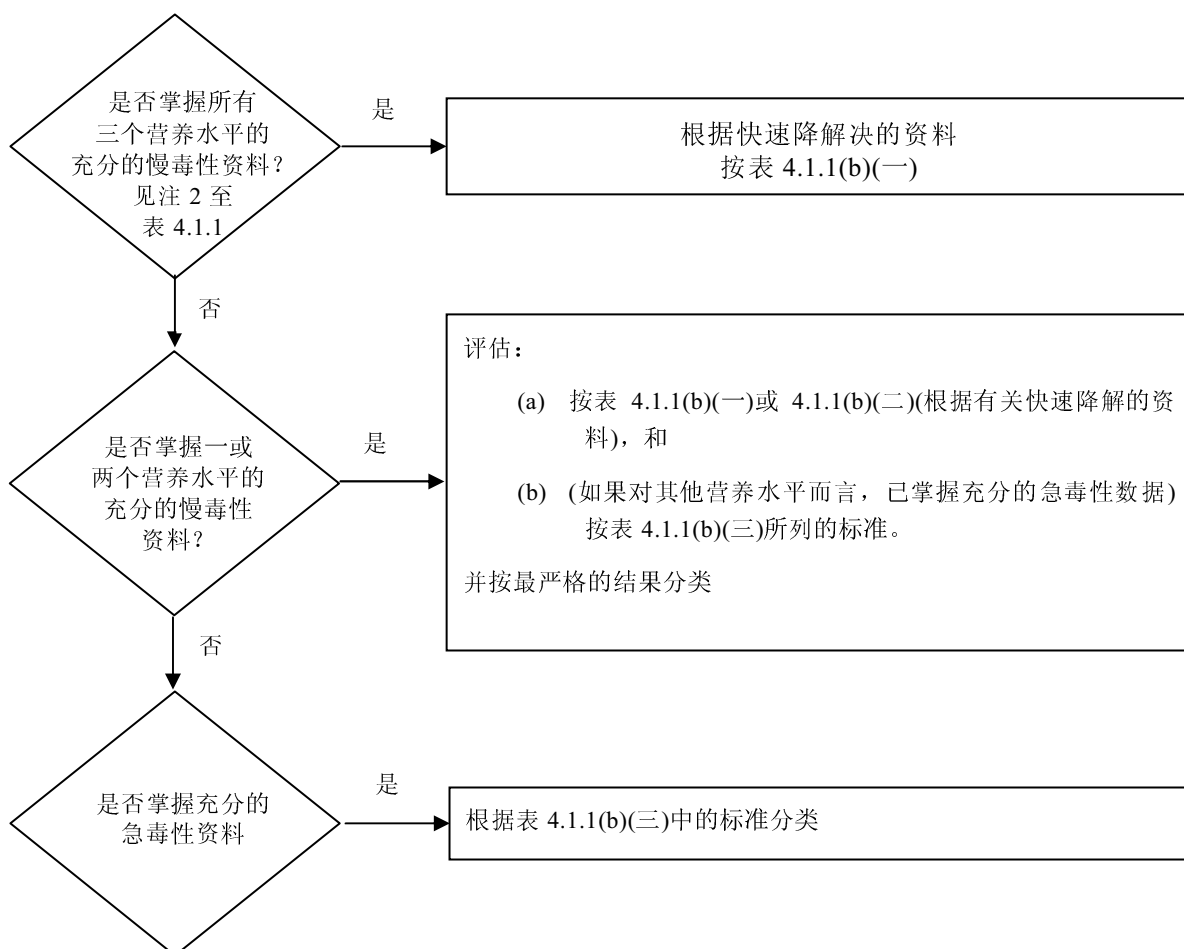 是否掌握所有
三个营养水平的
充分的慢毒性资料？
见注 2 至
表 4.1.1
是
根据快速降解决的资料
按表 4.1.1(b)(一)
否
是否掌握一或
两个营养水平的
充分的慢毒性
资料？
是
评估：
(a) 按表 4.1.1(b)(一)或 4.1.1(b)(二)(根据有关快速降解的资
料)，和
(b) (如果对其他营养水平而言，已掌握充分的急毒性数据)
按表 4.1.1(b)(三)所列的标准。
并按最严格的结果分类
否
是否掌握充分的
急毒性资料
是
根据表 4.1.1(b)(三)中的标准分类